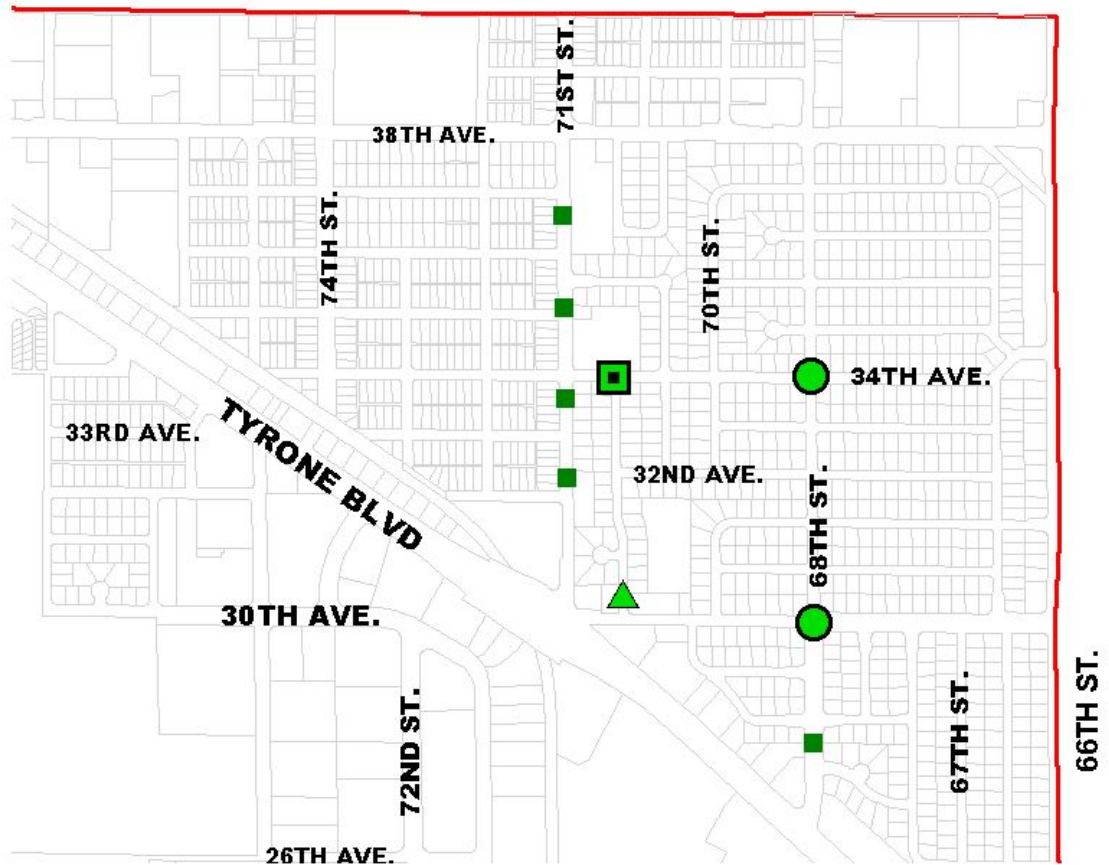 71ST ST.
38TH AVE.
74TH ST.
70TH ST.
34TH AVE.
33RD AVE.
TYRONE BLVD
32ND AVE.
68TH ST.
30TH AVE.
72ND ST.
67TH ST.
66TH ST.
26TH AVE.